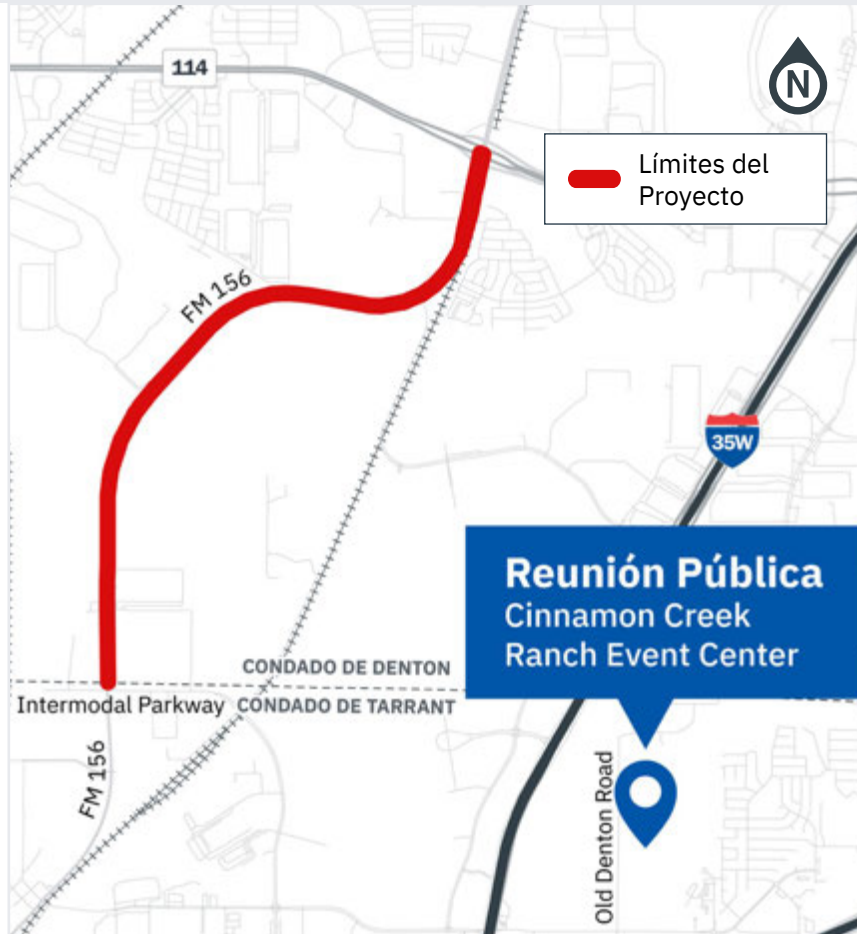 114
N
Límites del
Proyecto
FM 156
35W
Reunión Pública
Cinnamon Creek
Ranch Event Center
CONDADO DE DENTON
Intermodal Parkway
CONDADO DE TARRANT
FM 156
Old Denton Road